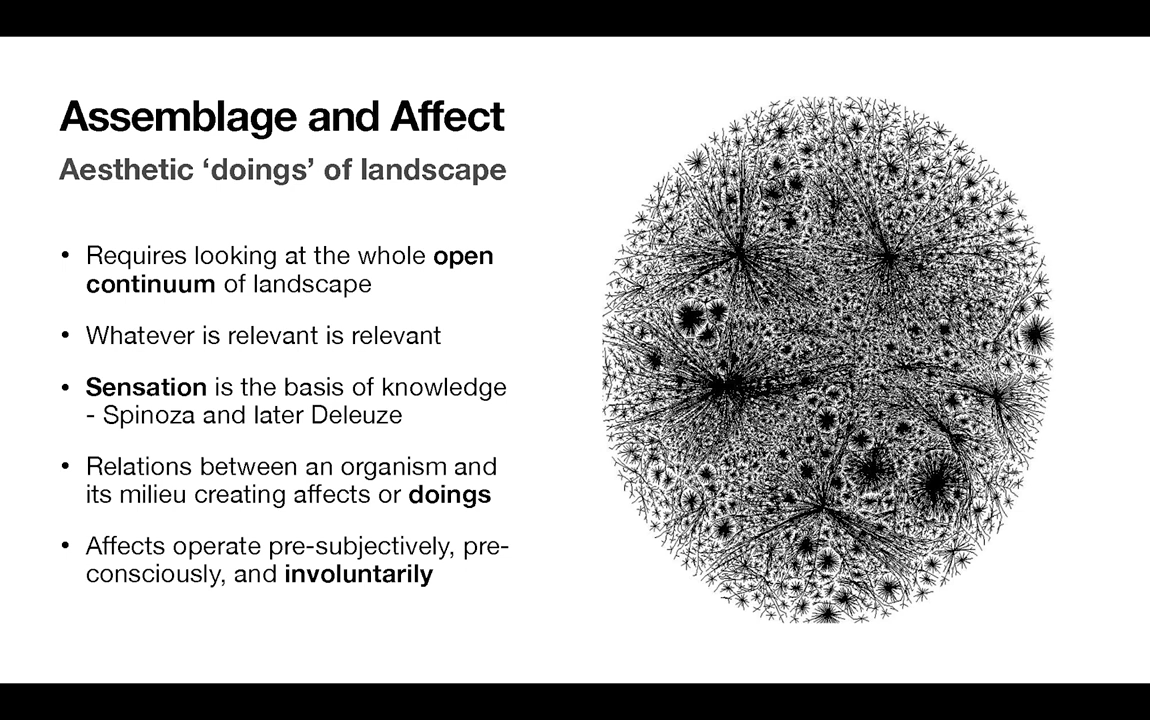 Assemblage and Affect
Aesthetic ‘doings’ of landscape
• Requires looking at the whole open
continuum of landscape
• Whatever is relevant is relevant
• Sensation is the basis of knowledge
- Spinoza and later Deleuze
• Relations between an organism and
its milieu creating affects or doings
• Affects operate pre-subjectively, pre-
consciously, and involuntarily